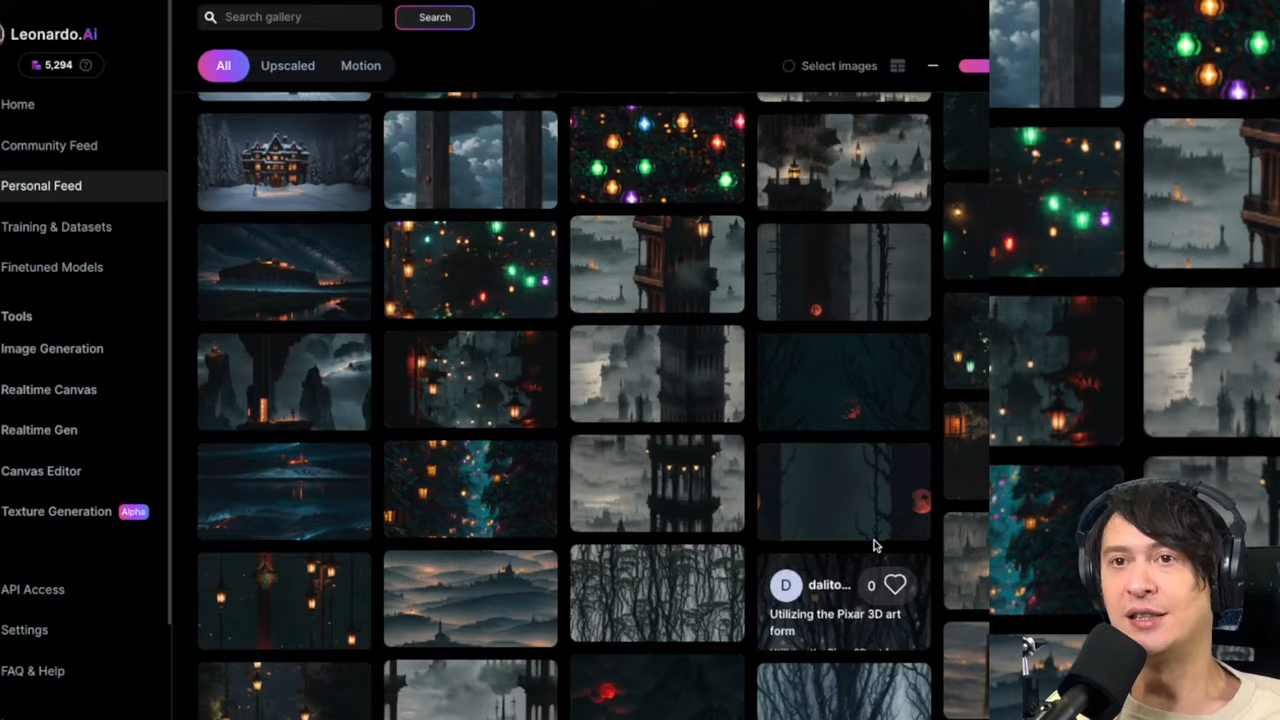 Search gallery
Search
Leonardo.Ai
5,294
All
Upscaled
Motion
Select images
Home
Community Feed
Personal Feed
Training & Datasets
Finetuned Models
Tools
Image Generation
Realtime Canvas
Realtime Gen
Canvas Editor
Texture Generation Alpha
API Access
Settings
FAQ & Help
D dalito... 0
Utilizing the Pixar 3D art
form